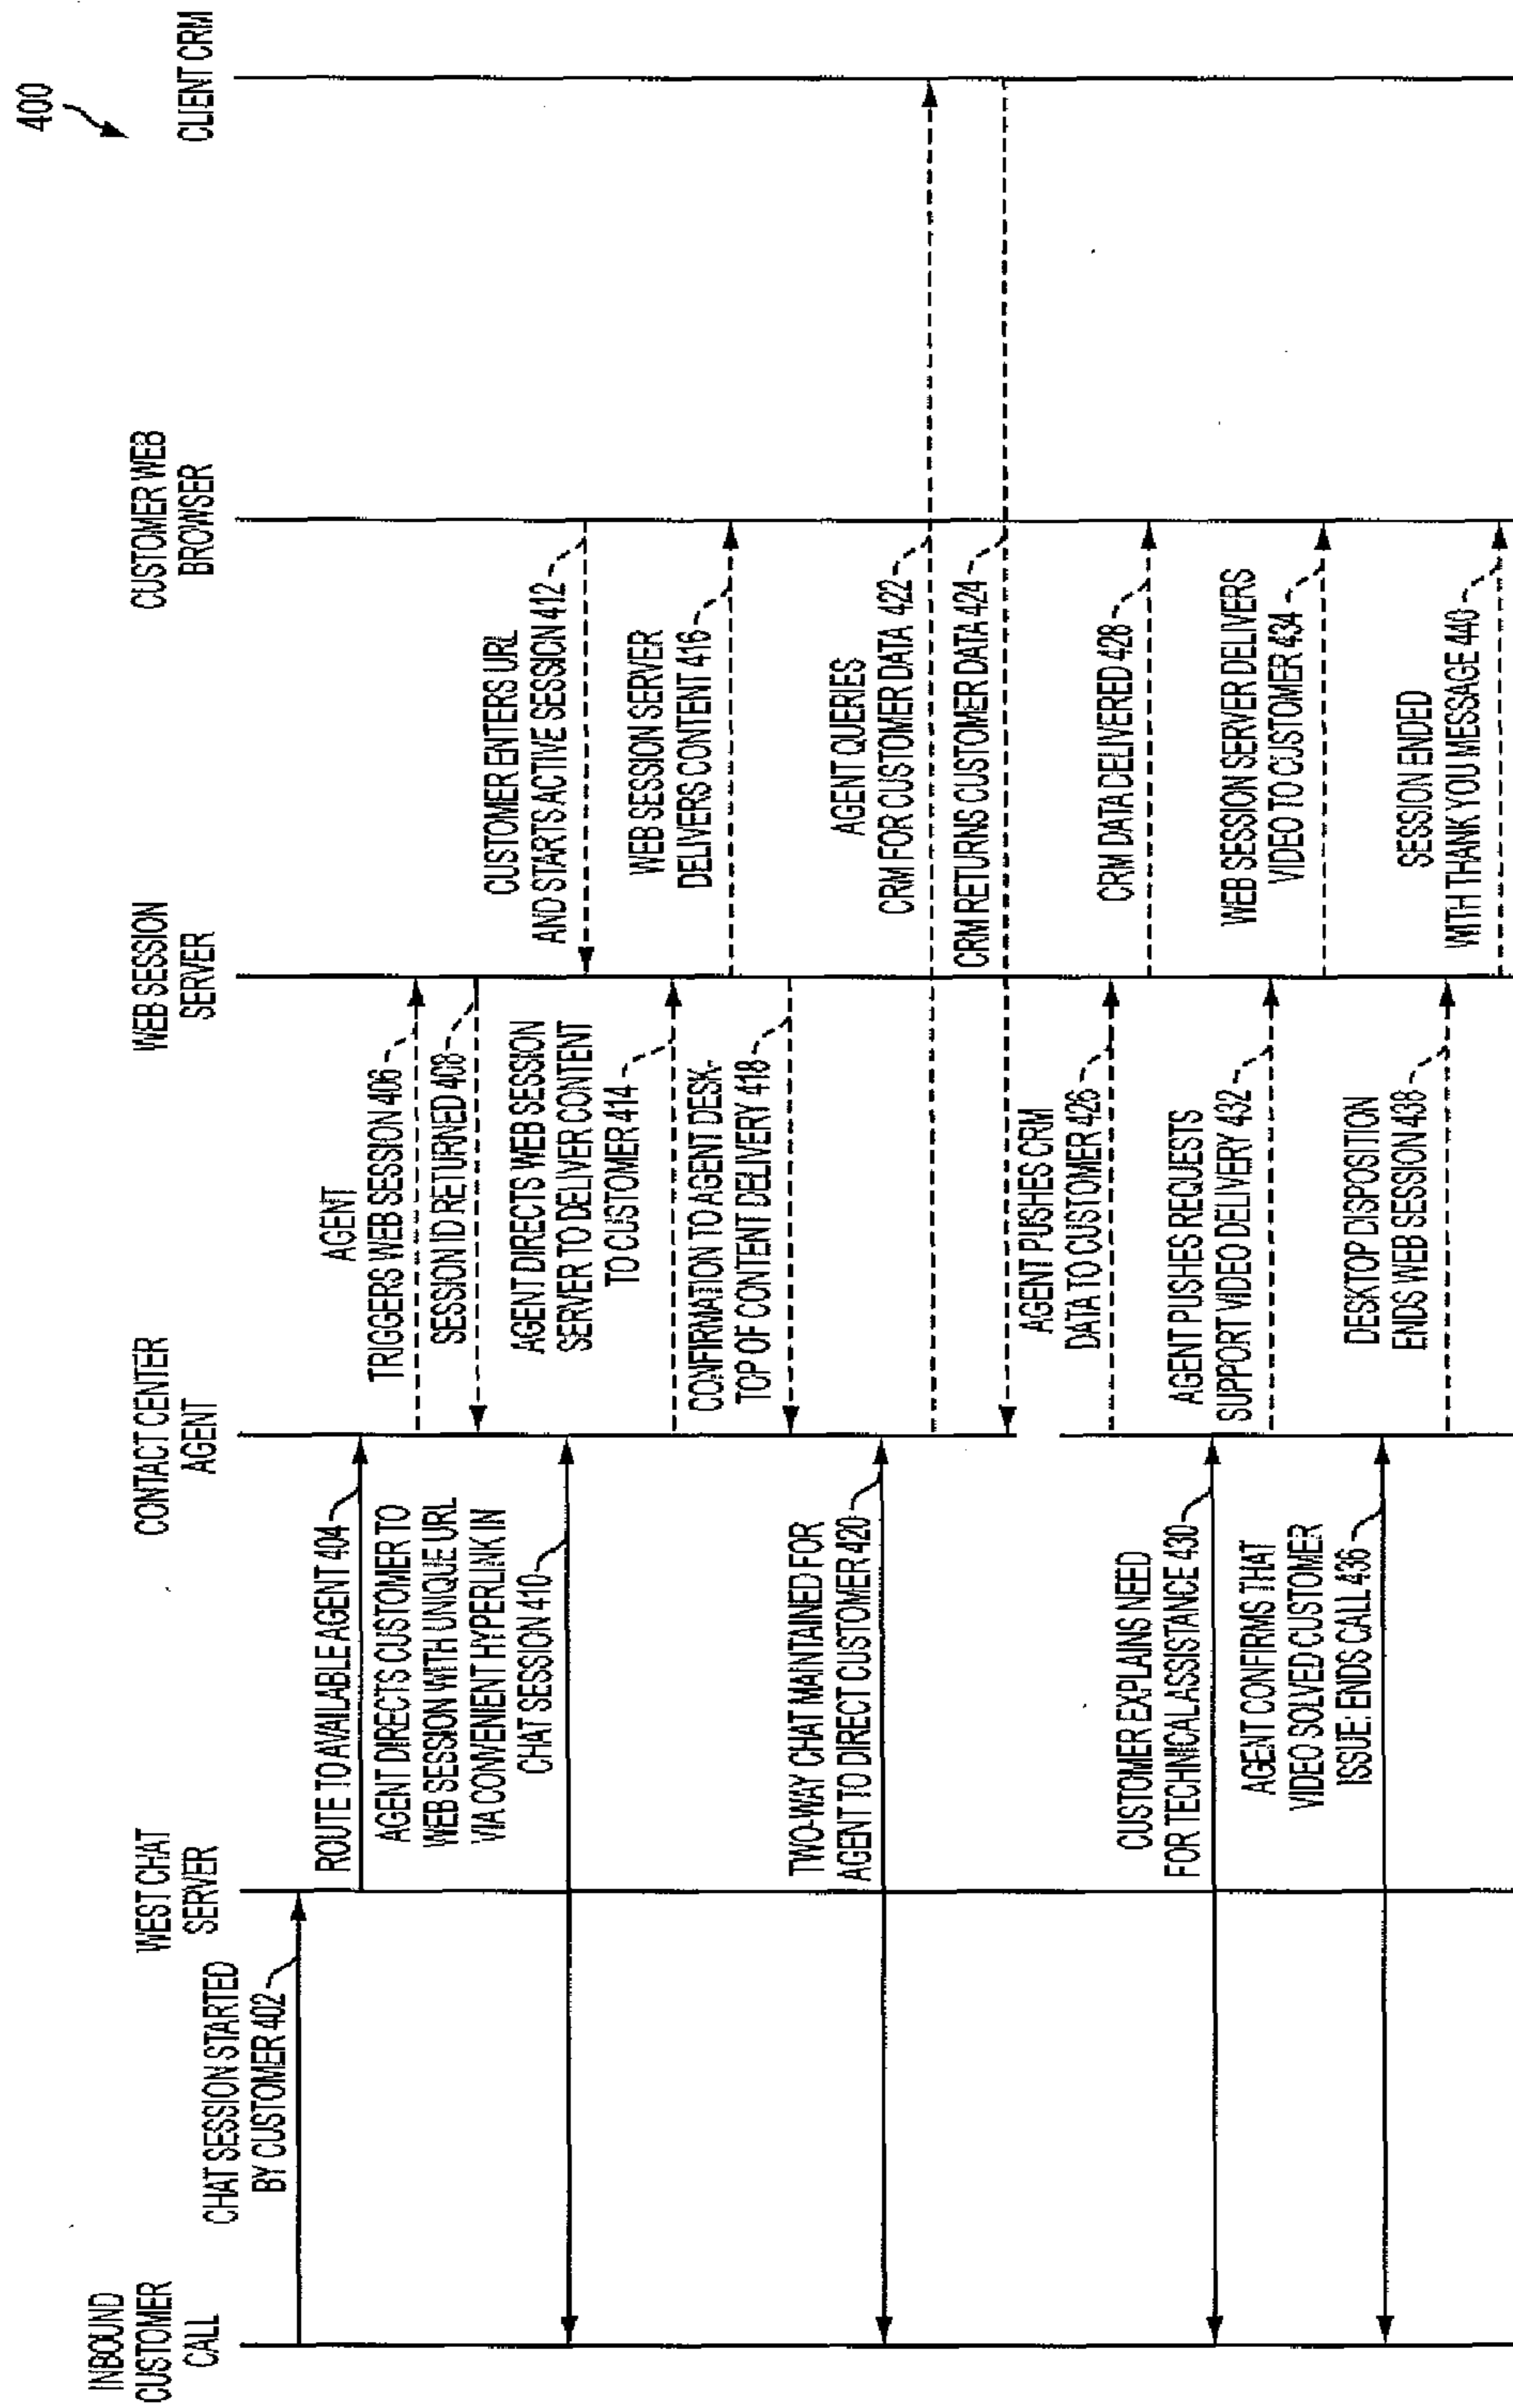 400
INBOUND
CUSTOMER
CALL
WEST CHAT
SERVER
CONTACT CENTER
AGENT
WEB SESSION
SERVER
CUSTOMER WEB
BROWSER
CLIENT CRM
CHAT SESSION STARTED
BY CUSTOMER 402
ROUTE TO AVAILABLE AGENT 404
AGENT
TRIGGERS WEB SESSION 406
SESSION ID RETURNED 408
AGENT DIRECTS CUSTOMER TO
WEB SESSION WITH UNIQUE URL
VIA CONVENIENT HYPERLINK IN
CHAT SESSION 410
CUSTOMER ENTERS URL
AND STARTS ACTIVE SESSION 412
AGENT DIRECTS WEB SESSION
SERVER TO DELIVER CONTENT
TO CUSTOMER 414
WEB SESSION SERVER
DELIVERS CONTENT 416
CONFIRMATION TO AGENT DESK-
TOP OF CONTENT DELIVERY 418
TWO-WAY CHAT MAINTAINED FOR
AGENT TO DIRECT CUSTOMER 420
AGENT QUERIES
CRM FOR CUSTOMER DATA 422
CRM RETURNS CUSTOMER DATA 424
AGENT PUSHES CRM
DATA TO CUSTOMER 426
CRM DATA DELIVERED 428
CUSTOMER EXPLAINS NEED
FOR TECHNICAL ASSISTANCE 430
AGENT PUSHES REQUESTS
SUPPORT VIDEO DELIVERY 432
WEB SESSION SERVER DELIVERS
VIDEO TO CUSTOMER 434
AGENT CONFIRMS THAT
VIDEO SOLVED CUSTOMER
ISSUE: ENDS CALL 436
DESKTOP DISPOSITION
ENDS WEB SESSION 438
SESSION ENDED
WITH THANK YOU MESSAGE 440